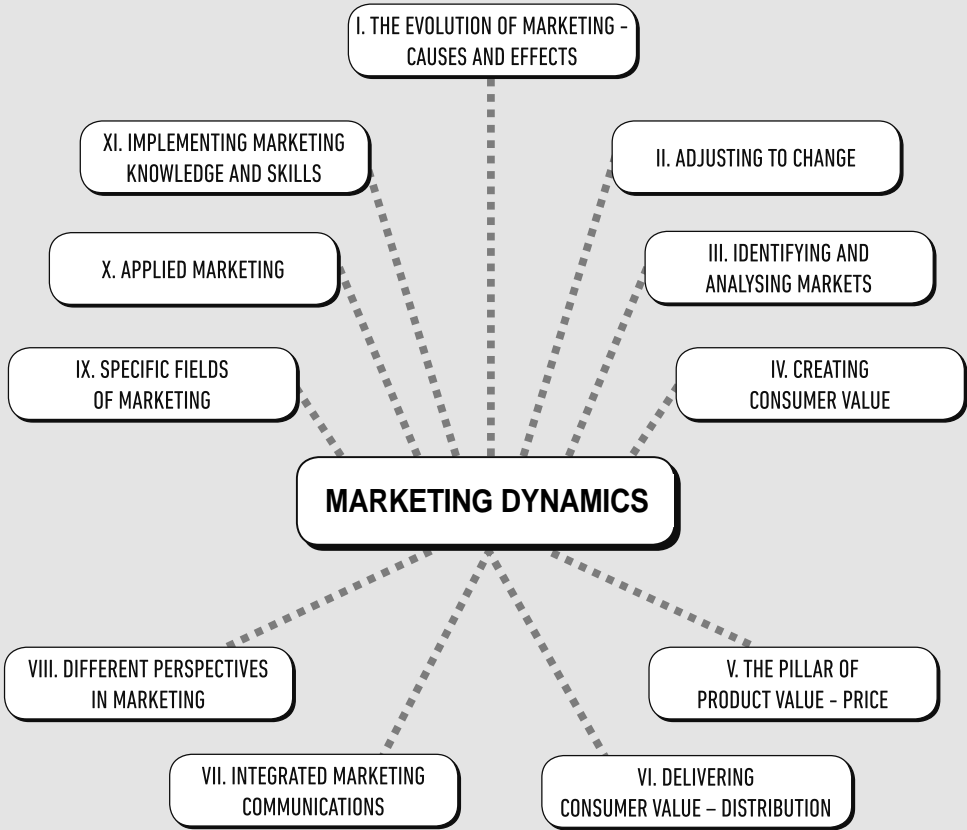 I. THE EVOLUTION OF MARKETING -
CAUSES AND EFFECTS
XI. IMPLEMENTING MARKETING
KNOWLEDGE AND SKILLS
II. ADJUSTING TO CHANGE
X. APPLIED MARKETING
III. IDENTIFYING AND
ANALYSING MARKETS
IX. SPECIFIC FIELDS
OF MARKETING
IV. CREATING
CONSUMER VALUE
MARKETING DYNAMICS
VIII. DIFFERENT PERSPECTIVES
IN MARKETING
V. THE PILLAR OF
PRODUCT VALUE - PRICE
VII. INTEGRATED MARKETING
COMMUNICATIONS
VI. DELIVERING
CONSUMER VALUE – DISTRIBUTION